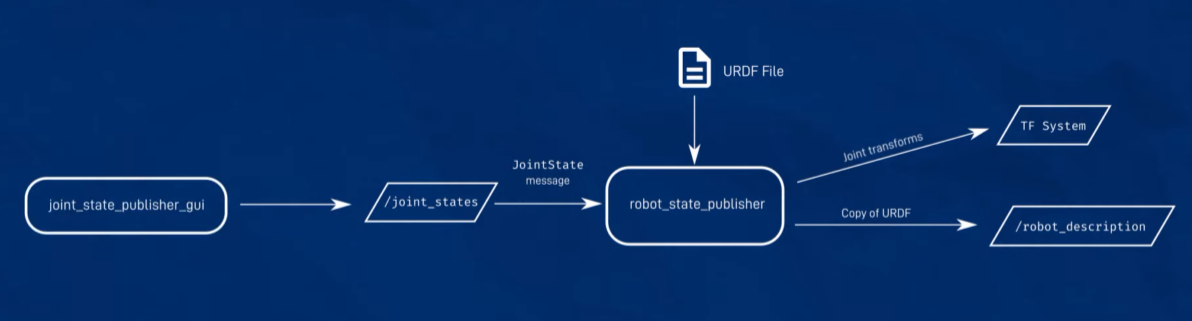 URDF File
joint_state_publisher_gui
/joint_states
JointState
message
robot_state_publisher
Joint transforms
TF System
Copy of URDF
/robot_description